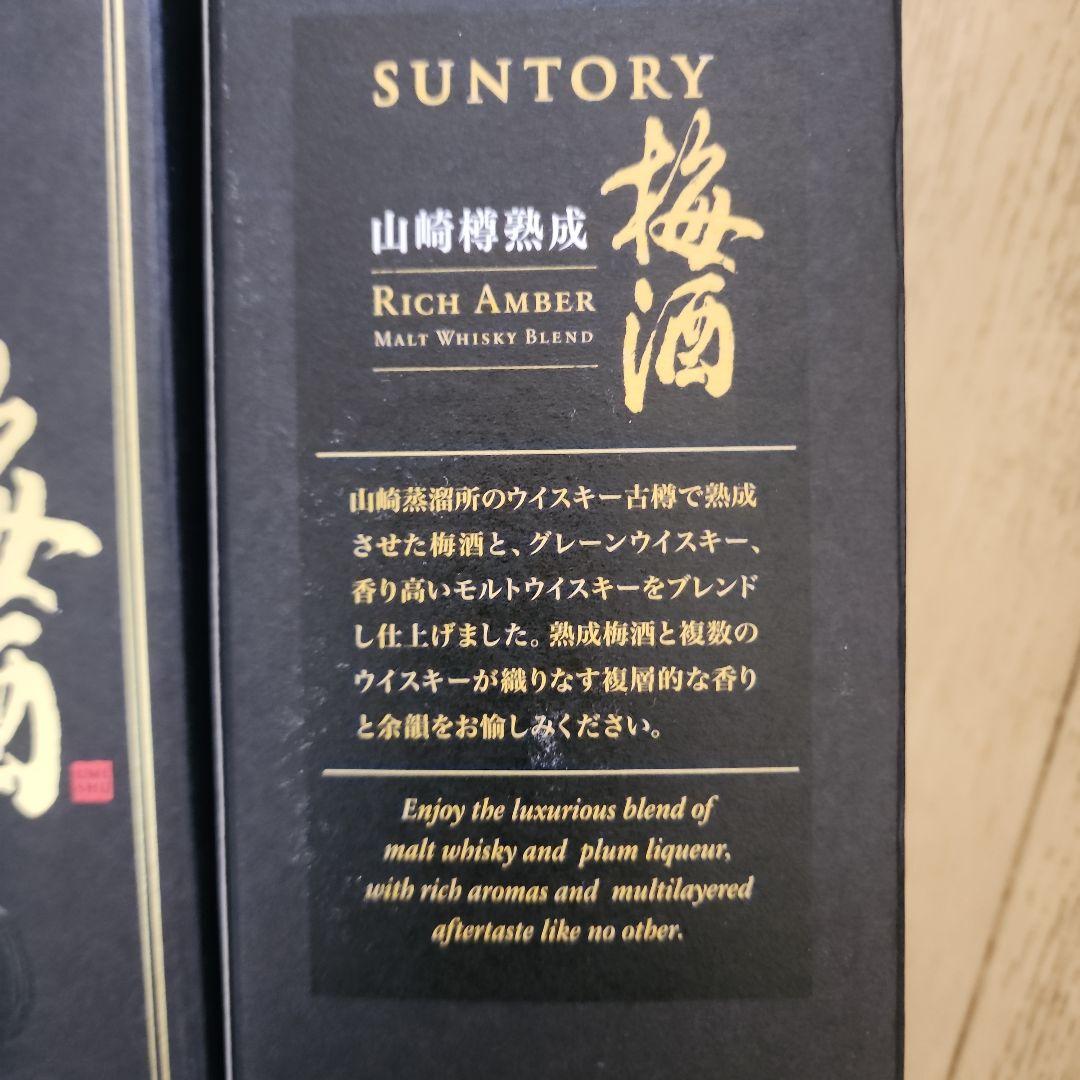 SUNTORY
梅酒
山崎樽熟成
RICH AMBER
MALT WHISKY BLEND
山崎蒸溜所のウイスキー古樽で熟成
させた梅酒と、グレーンウイスキー、
香り高いモルトウイスキーをブレンド
し仕上げました。熟成梅酒と複数の
ウイスキーが織りなす複層的な香り
と余韻をお愉しみください。
Enjoy the luxurious blend of
malt whisky and plum liqueur,
with rich aromas and multilayered
aftertaste like no other.
酒
UME
SHU